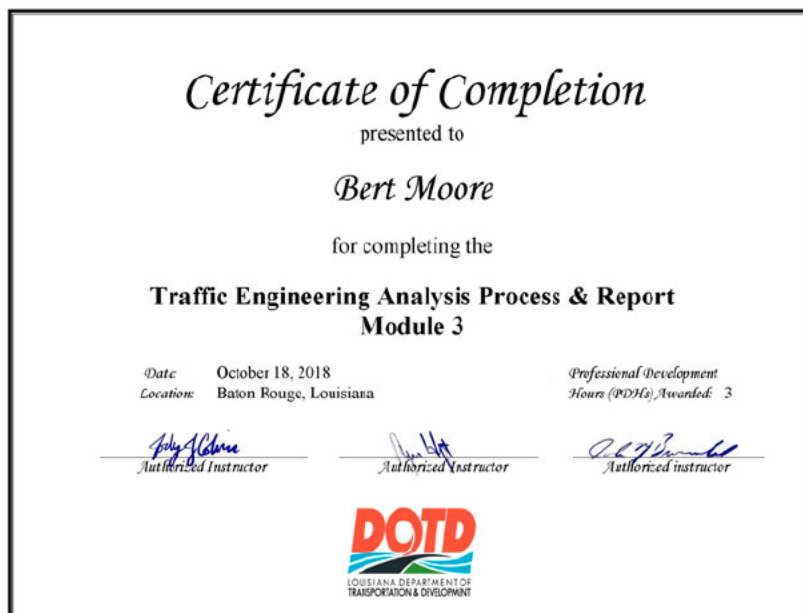 Certificate of Completion
presented to
Bert Moore
for completing the
Traffic Engineering Analysis Process & Report
Module 3
Date: October 18, 2018
Professional Development
Location: Baton Rouge, Louisiana
Hours (PDHs) Awarded: 3
Authorized Instructor
Authorized Instructor
Authorized instructor
DOTD
LOUISIANA DEPARTMENT OF
TRANSPORTATION & DEVELOPMENT